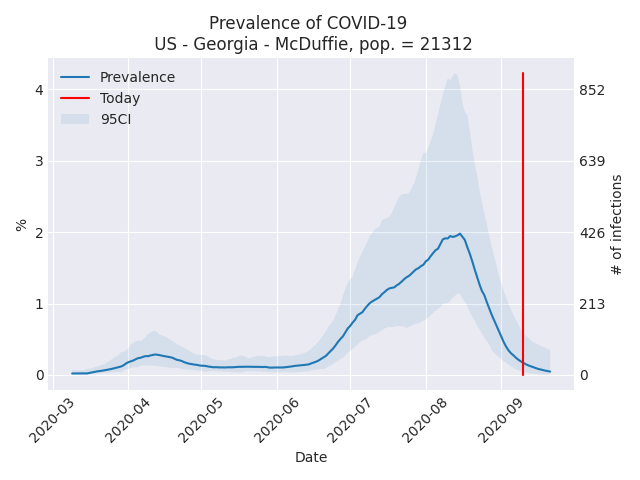 Prevalence of COVID-19
US - Georgia - McDuffie, pop. = 21312
Prevalence
Today
95CI
4
3
2
1
0
%
852
639
426
213
0
# of infections
2020-03
2020-04
2020-05
2020-06
2020-07
2020-08
2020-09
Date